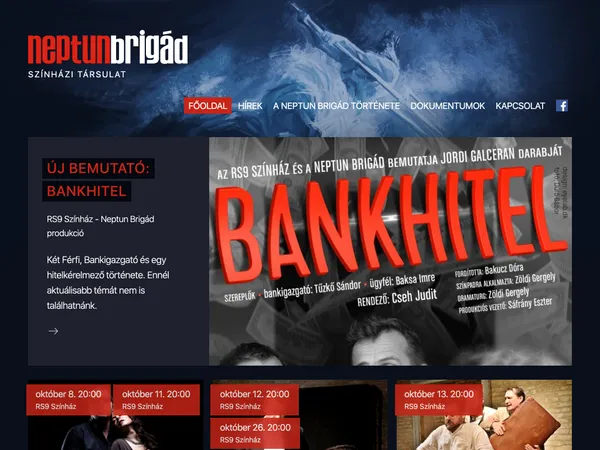 neptunbrigád
SZÍNHÁZI TÁRSULAT
FŐOLDAL HÍREK A NEPTUN BRIGÁD TÖRTÉNETE DOKUMENTUMOK KAPCSOLAT
ÚJ BEMUTATÓ:
BANKHITEL
RS9 Színház - Neptun Brigád
produkció
Két Férfi, Bankigazgató és egy
hitelkérelmező története. Ennél
aktuálisabb témát nem is
találhatnánk.
AZ RS9 SZÍNHÁZ ÉS A NEPTUN BRIGÁD BEMUTATJA JORDI GALCERAN DARABJÁT
BANKHITEL
SZEREPLŐK • bankigazgató: Tűzkő Sándor • ügyfél: Baksa Imre
RENDEZŐ: Cseh Judit
FORDÍTOTTA: Bakucz Dóra
SZÍNPADRA ALKALMAZTA: Zöldi Gergely
DRAMATURG: Zöldi Gergely
PRODUKCIÓS VEZETŐ: Sáfrány Eszter
október 8. 20:00
RS9 Színház
október 11. 20:00
RS9 Színház
október 12. 20:00
RS9 Színház
október 26. 20:00
RS9 Színház
október 13. 20:00
RS9 Színház